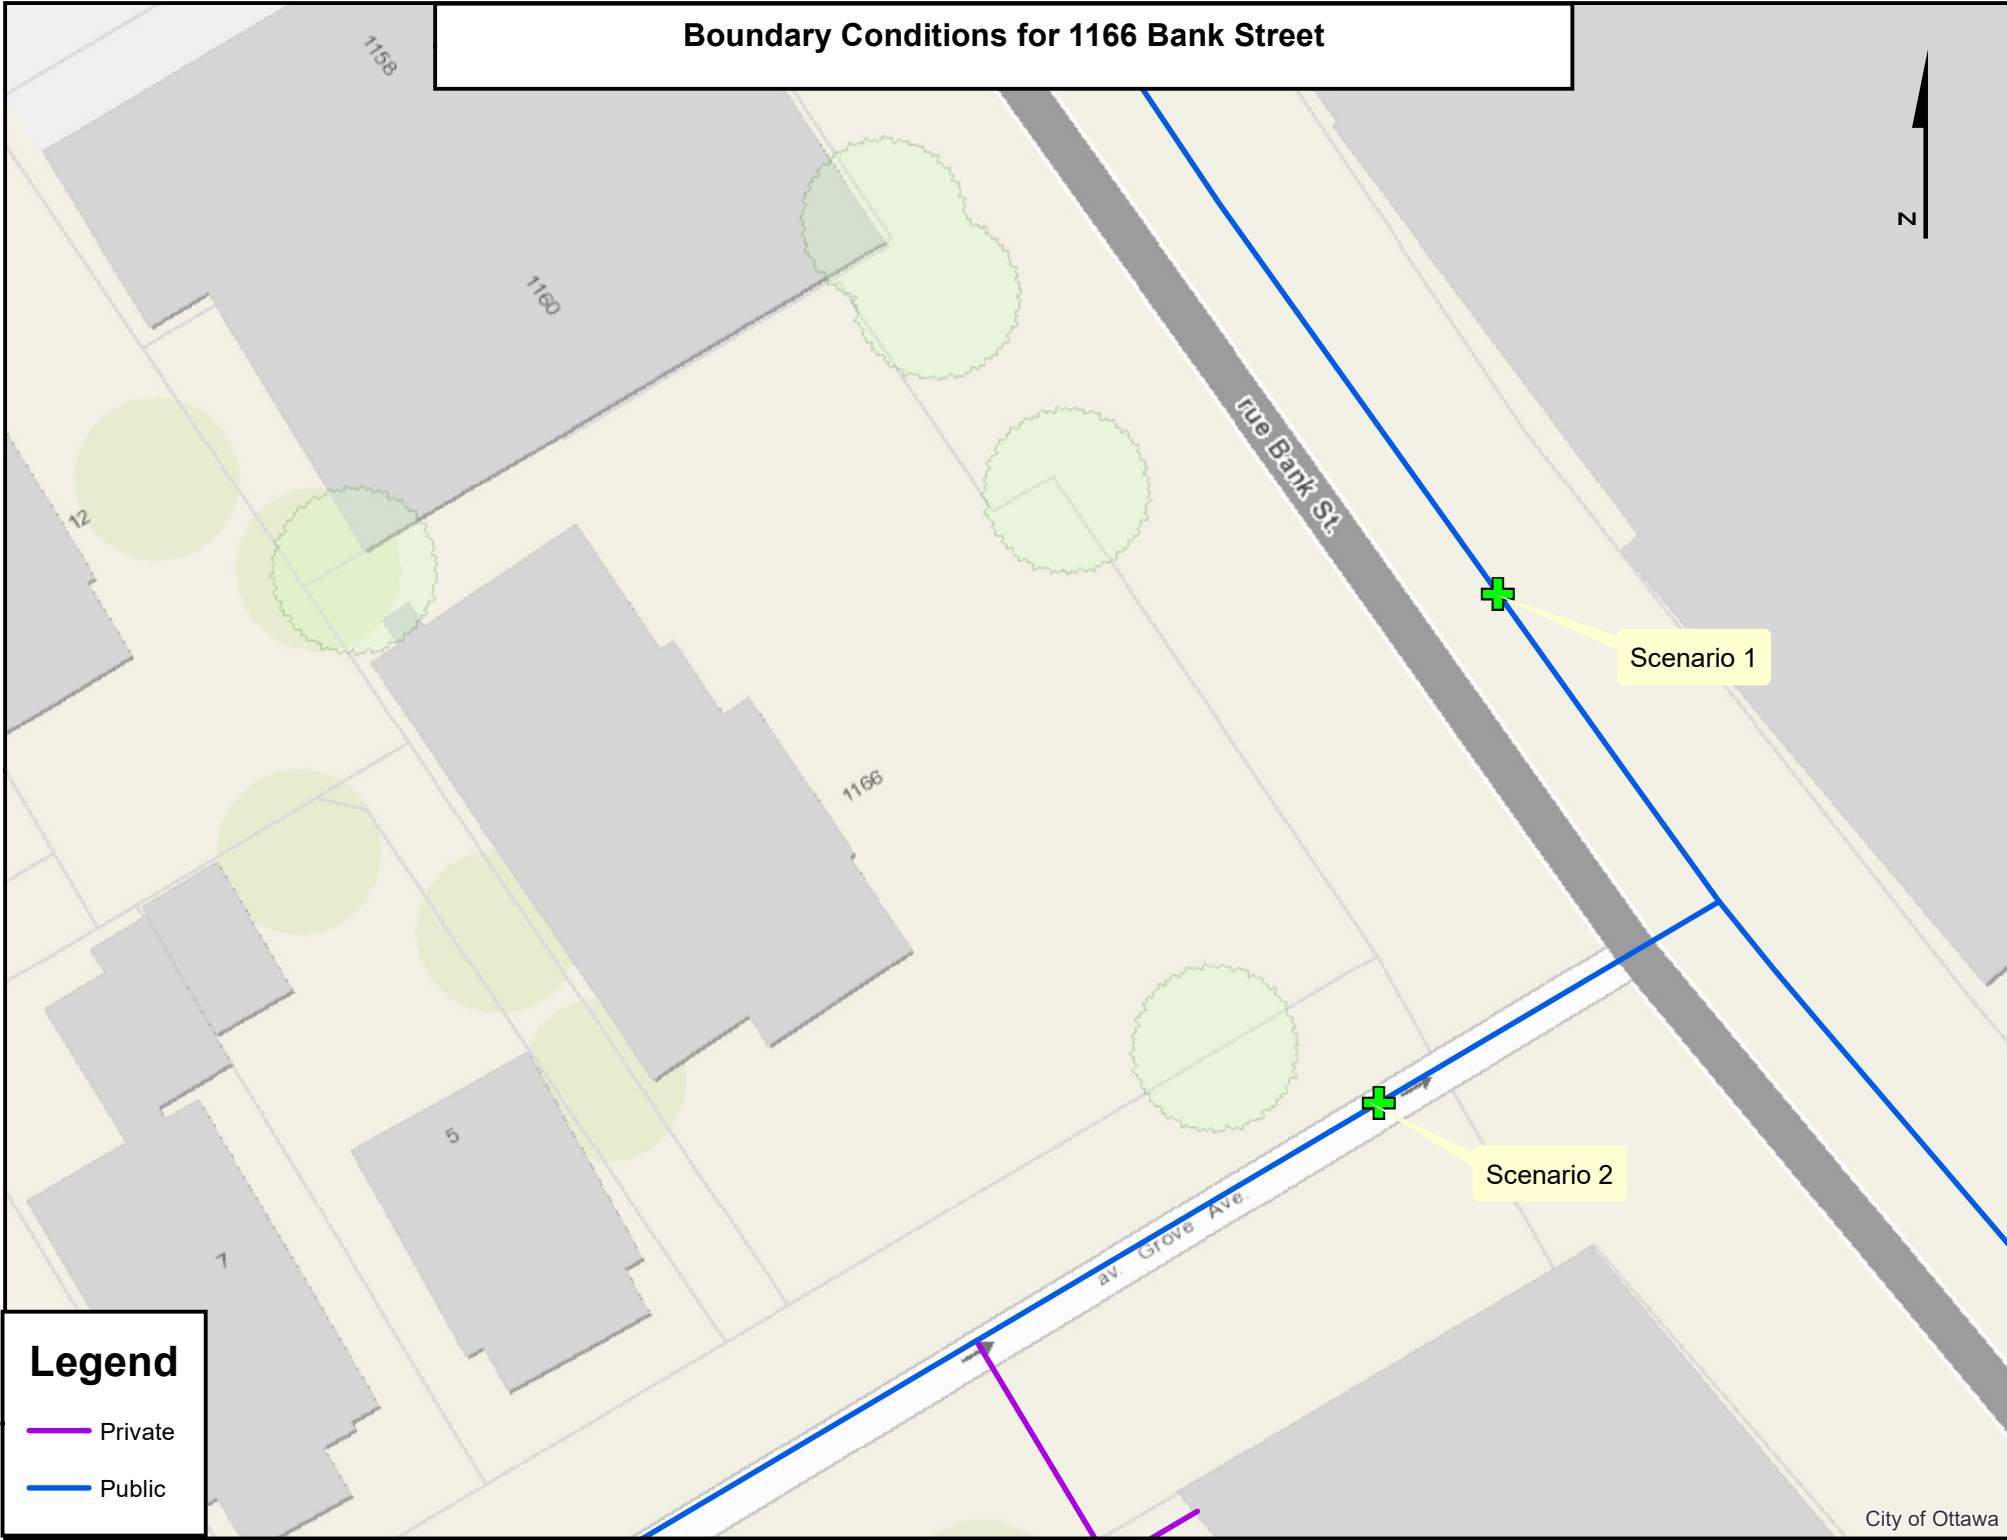 Boundary Conditions for 1166 Bank Street
1158
N
1160
rue Bank St.
12
Scenario 1
1166
5
Scenario 2
av. Grove Ave.
7
Legend
Private
Public
City of Ottawa